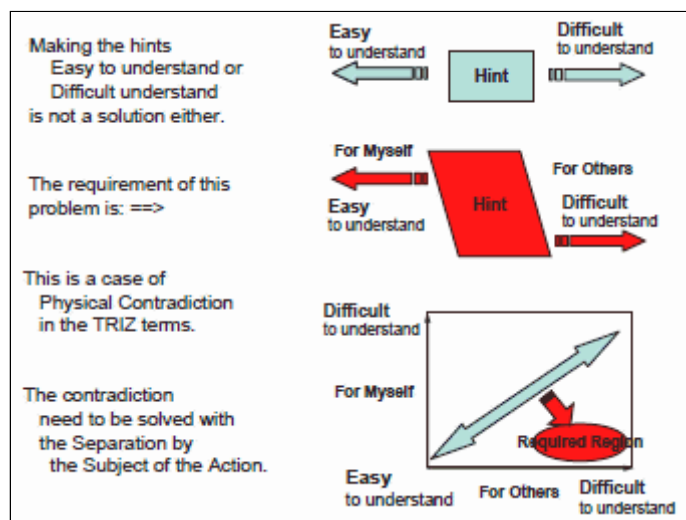 Making the hints
Easy to understand or
Difficult understand
is not a solution either.
Easy
to understand
Hint
Difficult
to understand
The requirement of this
problem is: ==>
For Myself
Easy
to understand
Hint
For Others
Difficult
to understand
This is a case of
Physical Contradiction
in the TRIZ terms.
The contradiction
need to be solved with
the Separation by
the Subject of the Action.
Difficult
to understand
For Myself
Required Region
Easy
to understand
For Others
Difficult
to understand